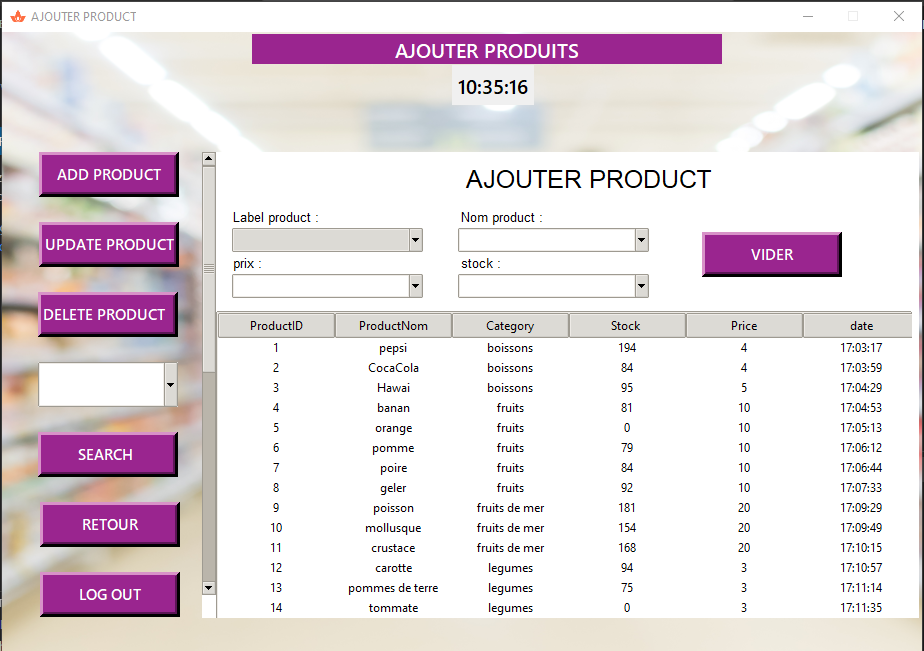 AJOUTER PRODUCT
AJOUTER PRODUITS
10:35:16
ADD PRODUCT
UPDATE PRODUCT
DELETE PRODUCT
SEARCH
RETOUR
LOG OUT
AJOUTER PRODUCT
Label product : Nom product :
prix : stock :
VIDER
ProductID ProductNom Category Stock Price date
1 pepsi boissons 194 4 17:03:17
2 CocaCola boissons 84 4 17:03:59
3 Hawai boissons 95 5 17:04:29
4 banan fruits 81 10 17:04:53
5 orange fruits 0 10 17:05:13
6 pomme fruits 79 10 17:06:12
7 poire fruits 84 10 17:06:44
8 geler fruits 92 10 17:07:33
9 poisson fruits de mer 181 20 17:09:29
10 mollusque fruits de mer 154 20 17:09:49
11 crustace fruits de mer 168 20 17:10:15
12 carotte legumes 94 3 17:10:57
13 pommes de terre legumes 75 3 17:11:14
14 tommate legumes 0 3 17:11:35